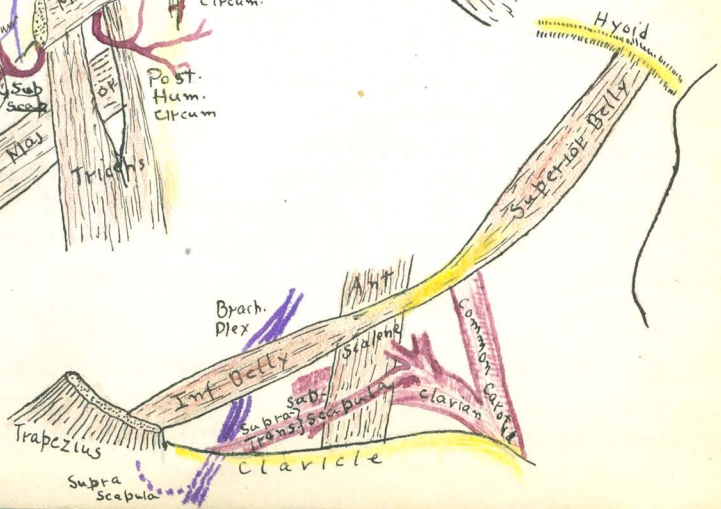 Circum.
Sub
Scap
Post.
Hum.
Circum
Maj
Triceps
Hyoid
Superior Belly
Ant
Scalene
Brach.
Plex
Inf Belly
Common Carotid
Sub.
clavian
Supra
Trans
Scapula
Trapezius
Clavicle
Supra
Scapula